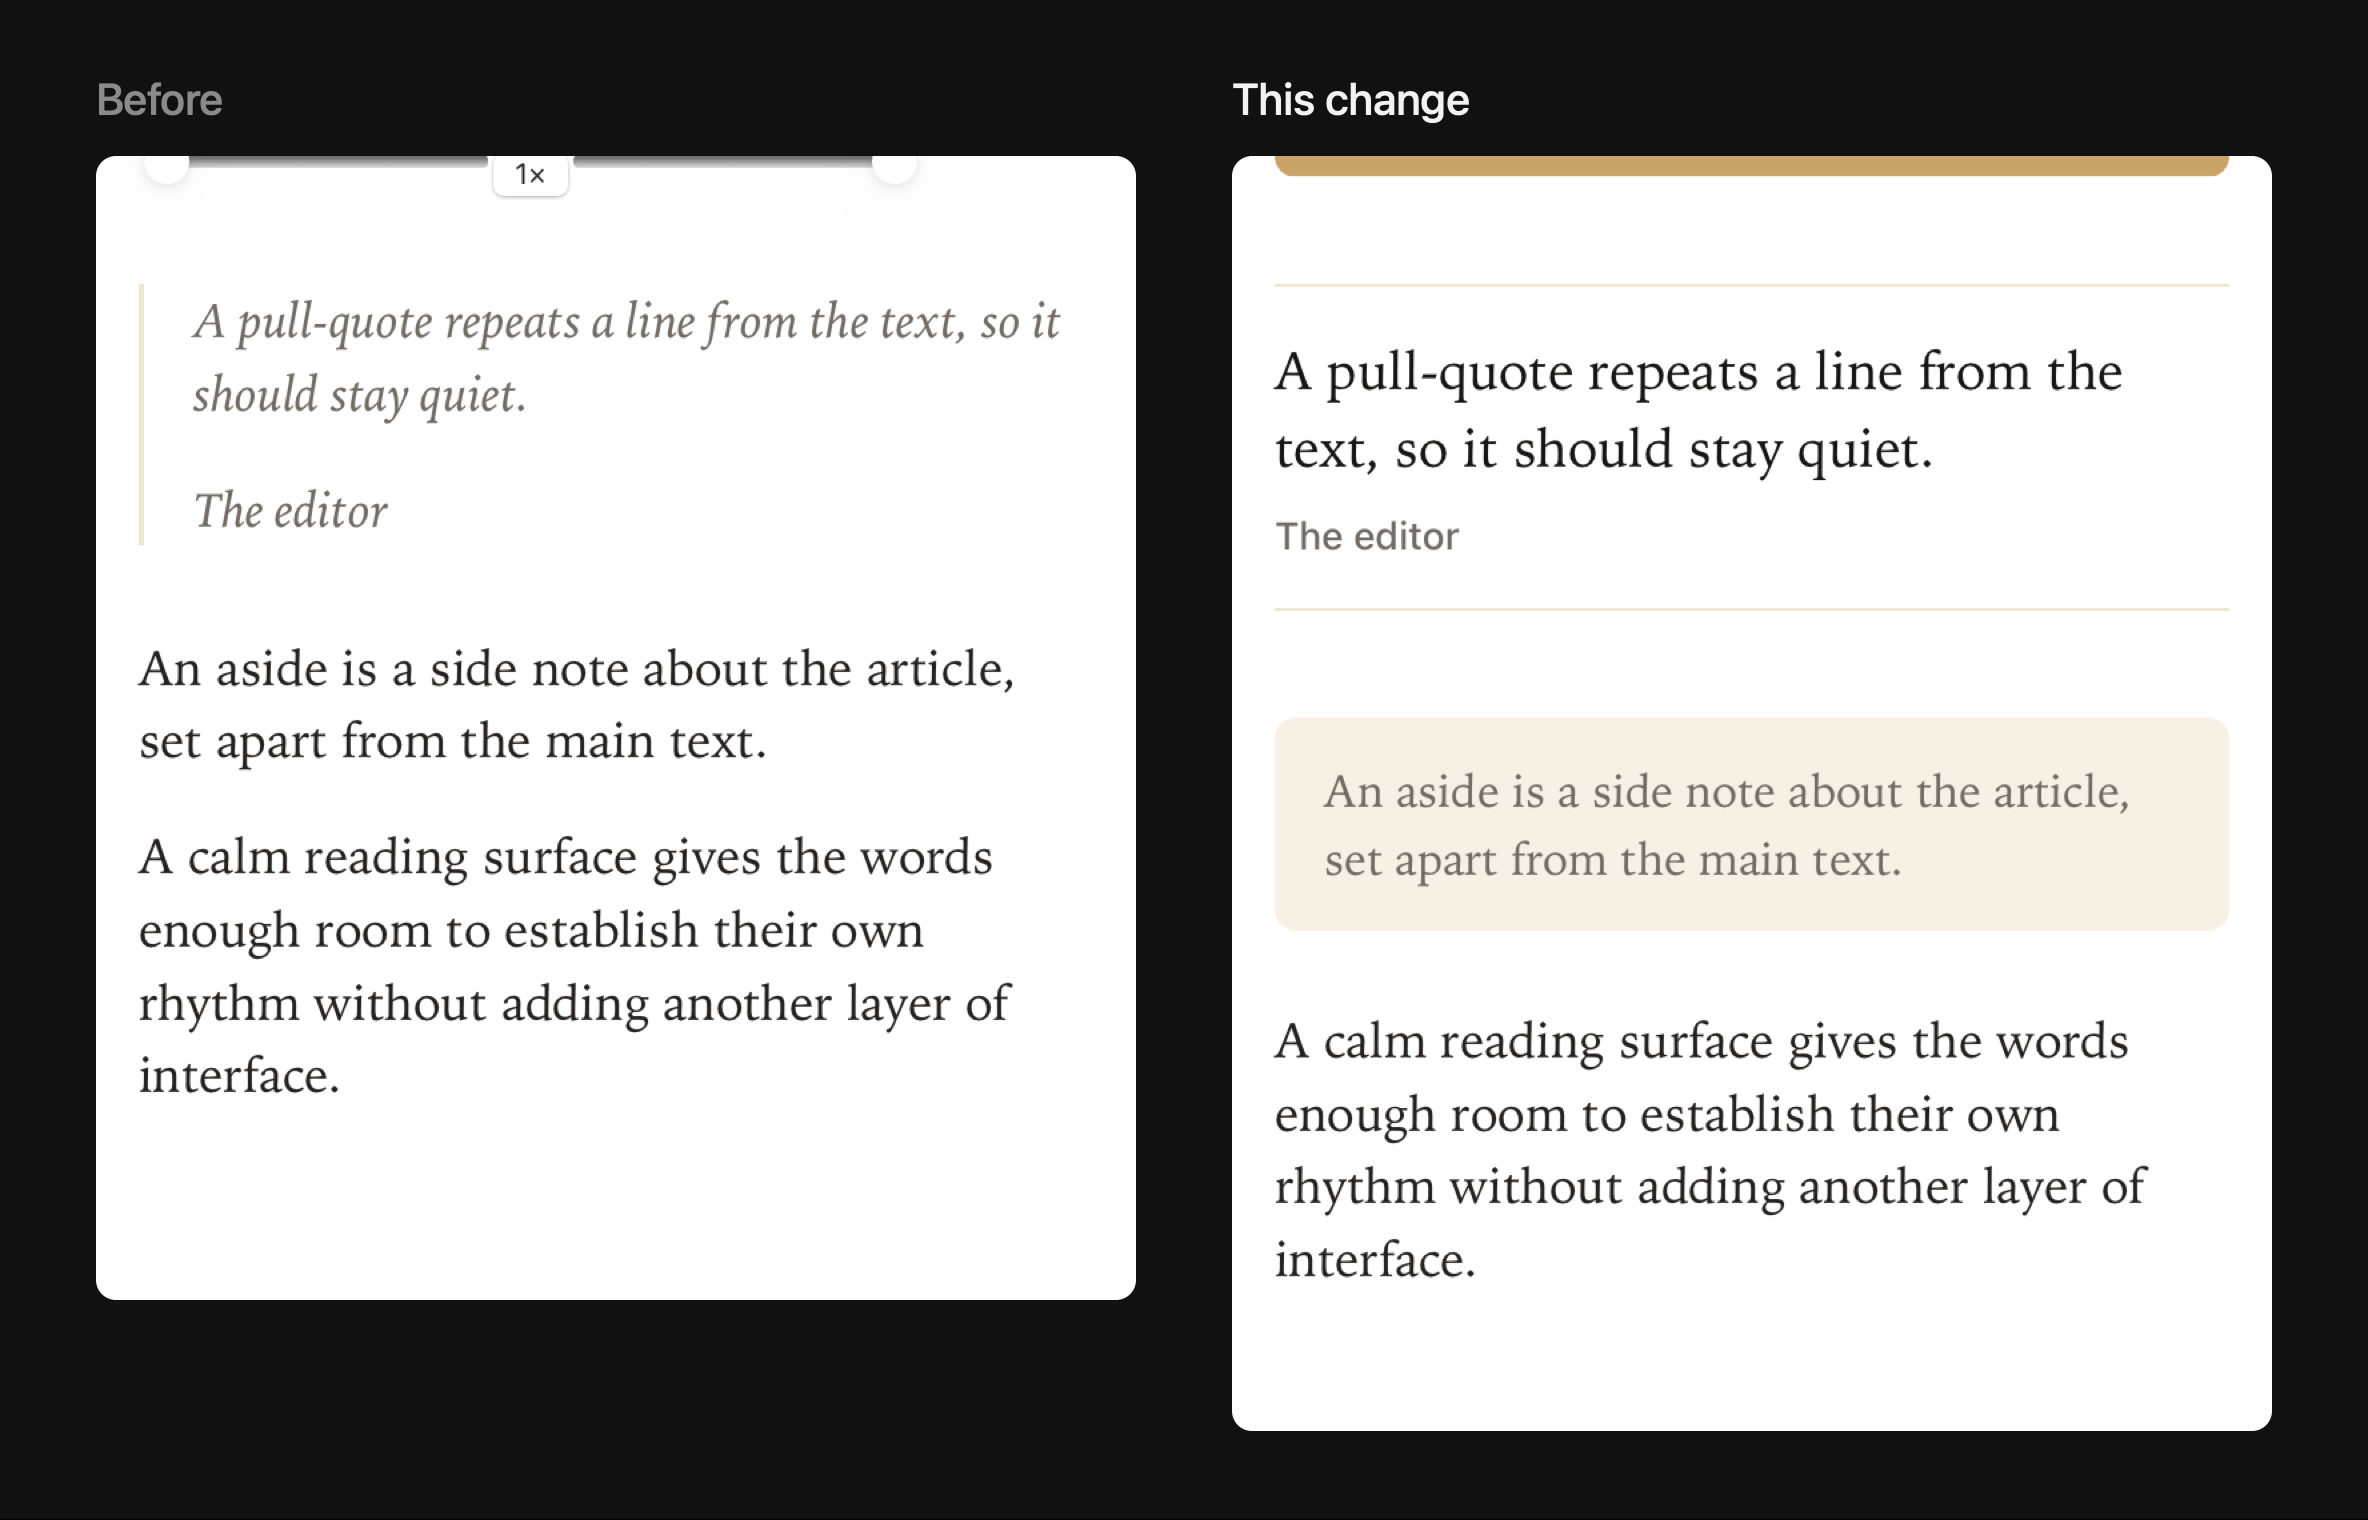 Before
1×
A pull-quote repeats a line from the text, so it
should stay quiet.
The editor
An aside is a side note about the article,
set apart from the main text.
A calm reading surface gives the words
enough room to establish their own
rhythm without adding another layer of
interface.
This change
A pull-quote repeats a line from the
text, so it should stay quiet.
The editor
An aside is a side note about the article,
set apart from the main text.
A calm reading surface gives the words
enough room to establish their own
rhythm without adding another layer of
interface.